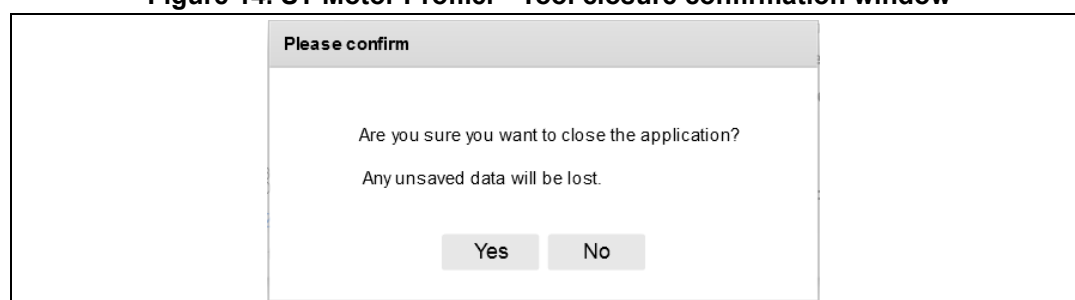 Figure 14. ST Motor Profiler - Tool closure confirmation window
Please confirm
Are you sure you want to close the application?
Any unsaved data will be lost.
Yes No